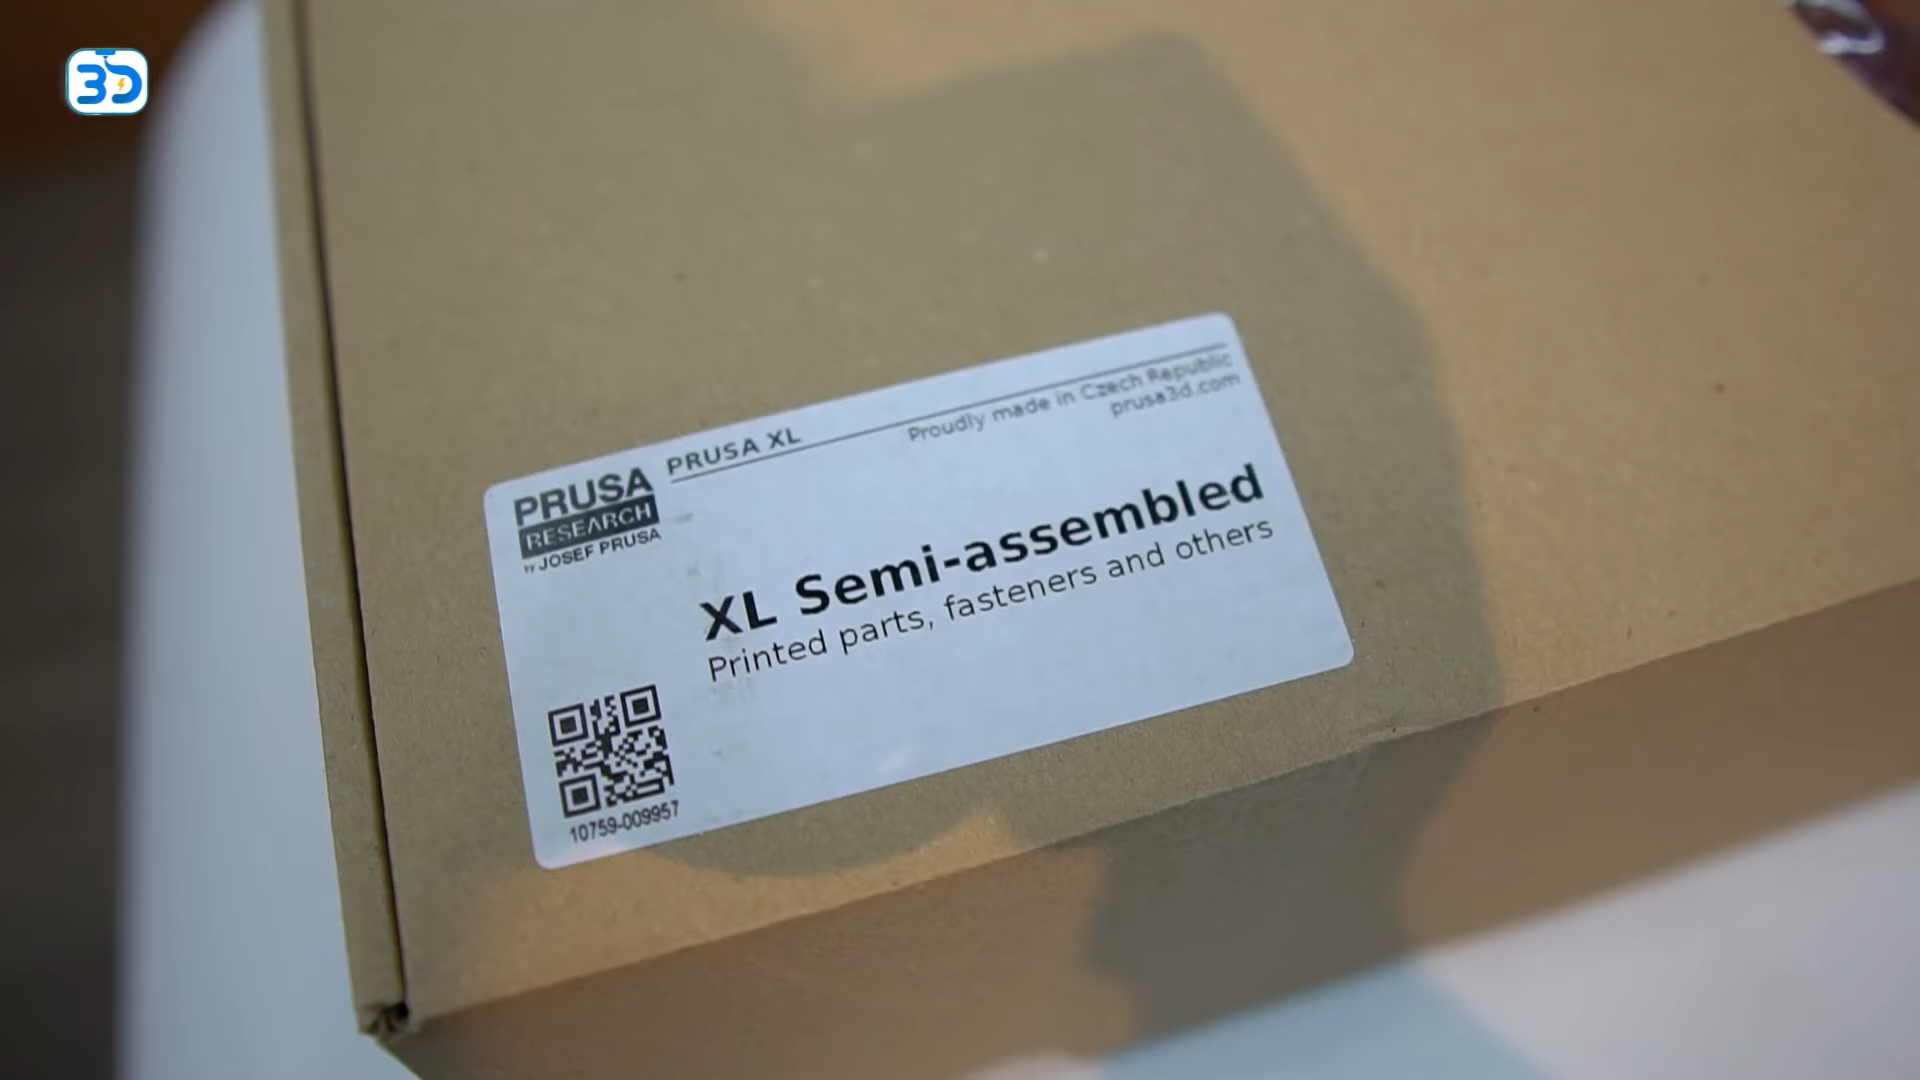 3D
PRUSA XL
Proudly made in Czech Republic
prusa3d.com
PRUSA
RESEARCH
by JOSEF PRUSA
XL Semi-assembled
Printed parts, fasteners and others
10759-009957